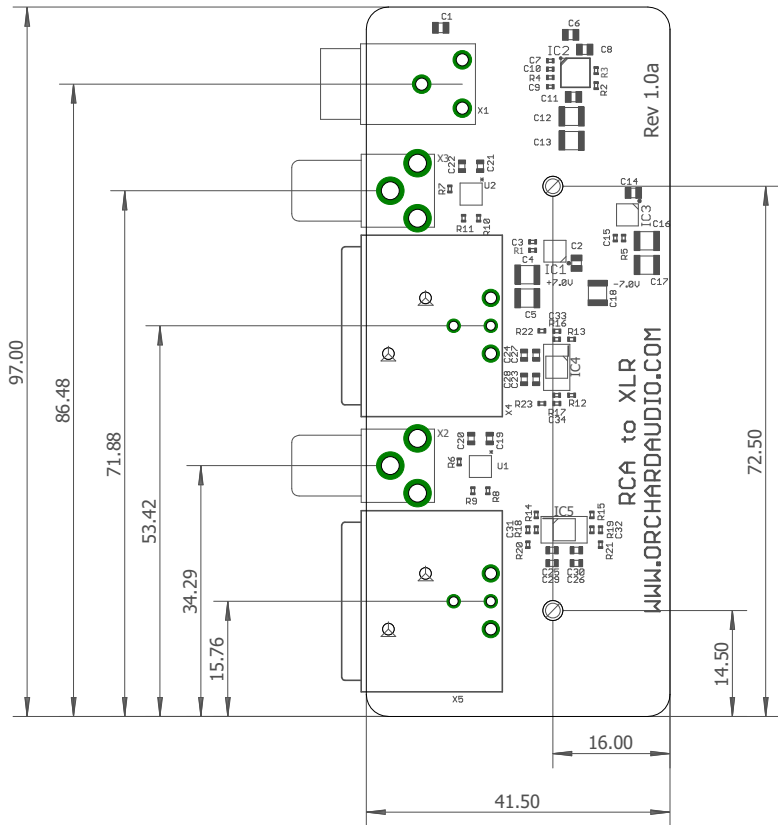 C1
C6
IC2
C8
C7
C10
R4
C9
R3
R2
C11
X1
C12
C13
Rev 1.0a
X3
C22
C21
R7
U2
R11
R10
C14
IC3
C16
C15
R5
C17
C3
R1
IC1
C2
C4
+7.0V
-7.0V
C5
C18
C33
R22
R16
R13
C24
C27
IC4
C28
C23
R12
R23
R17
C34
X4
X2
C20
C19
R6
U1
R9
R8
RCA to XLR
WWW.ORCHARDAUDIO.COM
IC5
R14
R15
C31
R18
R19
C32
R20
R21
C30
C29
C26
X5
97.00
86.48
71.88
53.42
34.29
15.76
72.50
14.50
16.00
41.50